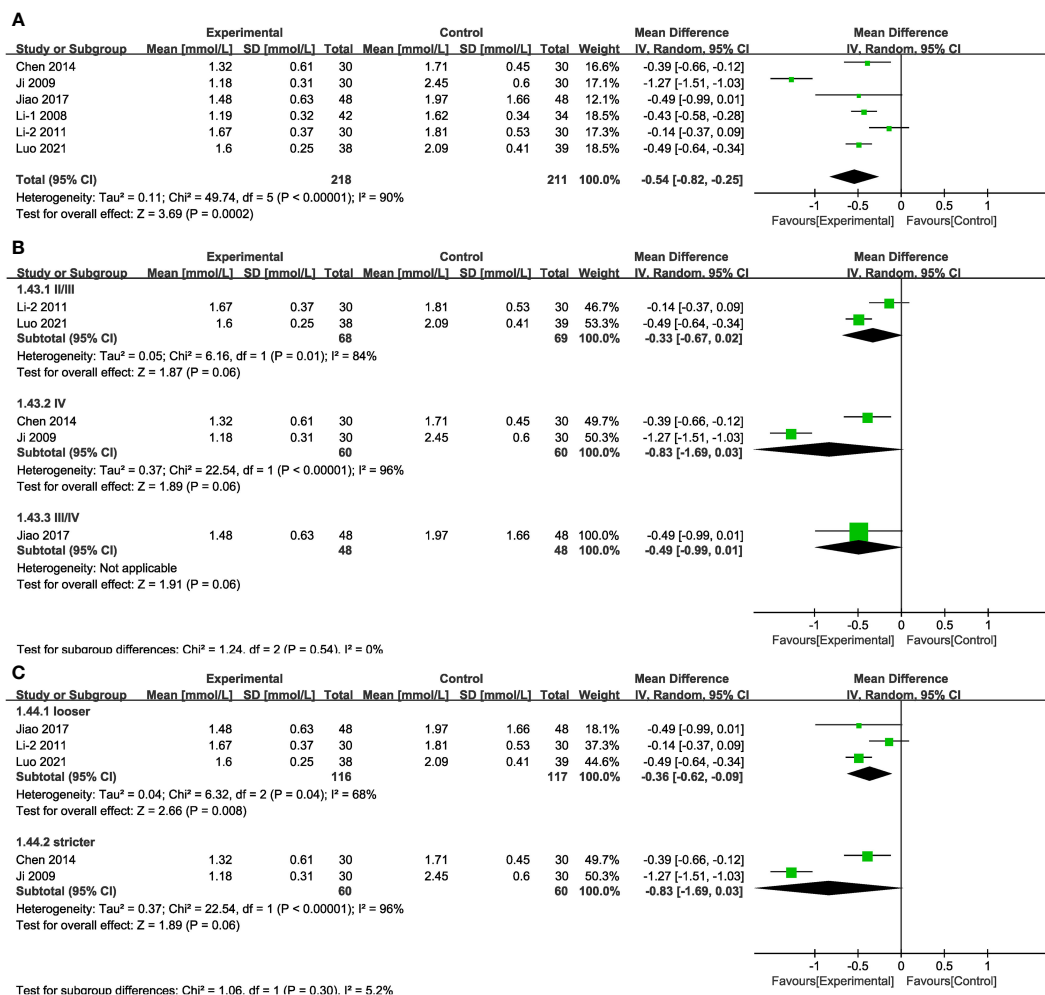 A
Experimental Control Mean Difference Mean Difference
Study or Subgroup Mean [mmol/L] SD [mmol/L] Total Mean [mmol/L] SD [mmol/L] Total Weight IV, Random, 95% CI IV, Random, 95% CI
Chen 2014 1.32 0.61 30 1.71 0.45 30 16.6% -0.39 [-0.66, -0.12]
Ji 2009 1.18 0.31 30 2.45 0.6 30 17.1% -1.27 [-1.51, -1.03]
Jiao 2017 1.48 0.63 48 1.97 1.66 48 12.1% -0.49 [-0.99, 0.01]
Li-1 2008 1.19 0.32 42 1.62 0.34 34 18.5% -0.43 [-0.58, -0.28]
Li-2 2011 1.67 0.37 30 1.81 0.53 30 17.3% -0.14 [-0.37, 0.09]
Luo 2021 1.6 0.25 38 2.09 0.41 39 18.5% -0.49 [-0.64, -0.34]
Total (95% CI) 218 211 100.0% -0.54 [-0.82, -0.25]
Heterogeneity: Tau² = 0.11; Chi² = 49.74, df = 5 (P < 0.00001); I² = 90%
Test for overall effect: Z = 3.69 (P = 0.0002)
-1 -0.5 0 0.5 1
Favours[Experimental] Favours[Control]
B
Experimental Control Mean Difference Mean Difference
Study or Subgroup Mean [mmol/L] SD [mmol/L] Total Mean [mmol/L] SD [mmol/L] Total Weight IV, Random, 95% CI IV, Random, 95% CI
1.43.1 II/III
Li-2 2011 1.67 0.37 30 1.81 0.53 30 46.7% -0.14 [-0.37, 0.09]
Luo 2021 1.6 0.25 38 2.09 0.41 39 53.3% -0.49 [-0.64, -0.34]
Subtotal (95% CI) 68 69 100.0% -0.33 [-0.67, 0.02]
Heterogeneity: Tau² = 0.05; Chi² = 6.16, df = 1 (P = 0.01); I² = 84%
Test for overall effect: Z = 1.87 (P = 0.06)
1.43.2 IV
Chen 2014 1.32 0.61 30 1.71 0.45 30 49.7% -0.39 [-0.66, -0.12]
Ji 2009 1.18 0.31 30 2.45 0.6 30 50.3% -1.27 [-1.51, -1.03]
Subtotal (95% CI) 60 60 100.0% -0.83 [-1.69, 0.03]
Heterogeneity: Tau² = 0.37; Chi² = 22.54, df = 1 (P < 0.00001); I² = 96%
Test for overall effect: Z = 1.89 (P = 0.06)
1.43.3 III/IV
Jiao 2017 1.48 0.63 48 1.97 1.66 48 100.0% -0.49 [-0.99, 0.01]
Subtotal (95% CI) 48 48 100.0% -0.49 [-0.99, 0.01]
Heterogeneity: Not applicable
Test for overall effect: Z = 1.91 (P = 0.06)
-1 -0.5 0 0.5 1
Favours[Experimental] Favours[Control]
Test for subgroup differences: Chi² = 1.24, df = 2 (P = 0.54), I² = 0%
C
Experimental Control Mean Difference Mean Difference
Study or Subgroup Mean [mmol/L] SD [mmol/L] Total Mean [mmol/L] SD [mmol/L] Total Weight IV, Random, 95% CI IV, Random, 95% CI
1.44.1 looser
Jiao 2017 1.48 0.63 48 1.97 1.66 48 18.1% -0.49 [-0.99, 0.01]
Li-2 2011 1.67 0.37 30 1.81 0.53 30 37.3% -0.14 [-0.37, 0.09]
Luo 2021 1.6 0.25 38 2.09 0.41 39 44.6% -0.49 [-0.64, -0.34]
Subtotal (95% CI) 116 117 100.0% -0.36 [-0.62, -0.09]
Heterogeneity: Tau² = 0.04; Chi² = 6.32, df = 2 (P = 0.04); I² = 68%
Test for overall effect: Z = 2.66 (P = 0.008)
1.44.2 stricter
Chen 2014 1.32 0.61 30 1.71 0.45 30 49.7% -0.39 [-0.66, -0.12]
Ji 2009 1.18 0.31 30 2.45 0.6 30 50.3% -1.27 [-1.51, -1.03]
Subtotal (95% CI) 60 60 100.0% -0.83 [-1.69, 0.03]
Heterogeneity: Tau² = 0.37; Chi² = 22.54, df = 1 (P < 0.00001); I² = 96%
Test for overall effect: Z = 1.89 (P = 0.06)
-1 -0.5 0 0.5 1
Favours[Experimental] Favours[Control]
Test for subgroup differences: Chi² = 1.06, df = 1 (P = 0.30), I² = 5.2%